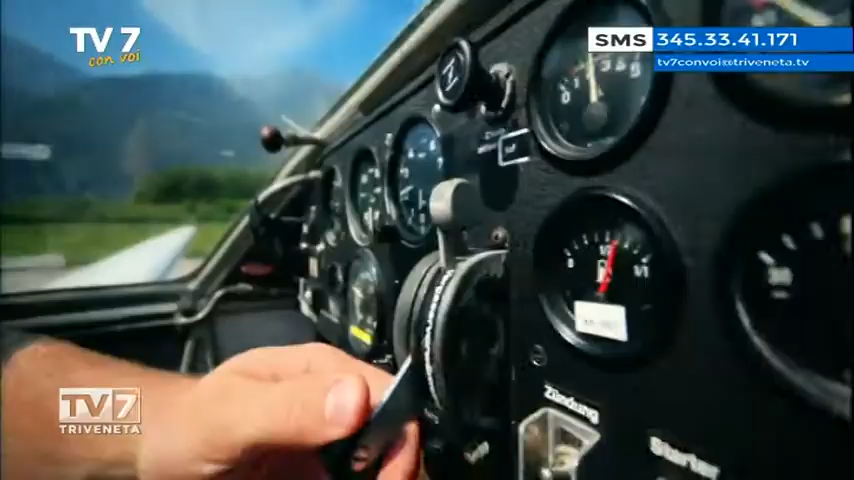 TV7
con voi
SMS 345.33.41.171
tv7convoi@triveneta.tv
TV7
TRIVENETA
Zündung
Starter